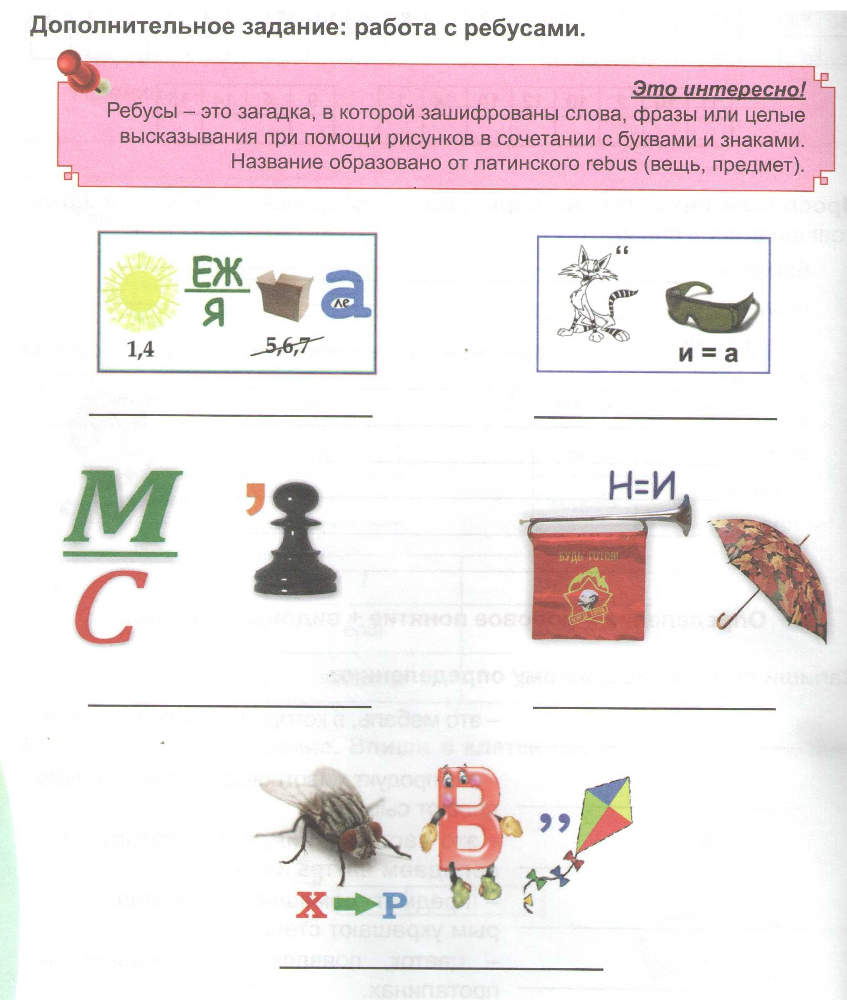 Дополнительное задание: работа с ребусами.
Это интересно!
Ребусы – это загадка, в которой зашифрованы слова, фразы или целые
высказывания при помощи рисунков в сочетании с буквами и знаками.
Название образовано от латинского rebus (вещь, предмет).
ЕЖ
Я
а
ле
1,4
5,6,7
“
и = а
М
С
,
Н=И,
БУДЬ ГОТОВ!
ВСЕГДА ГОТОВ
В
,,
Х Р